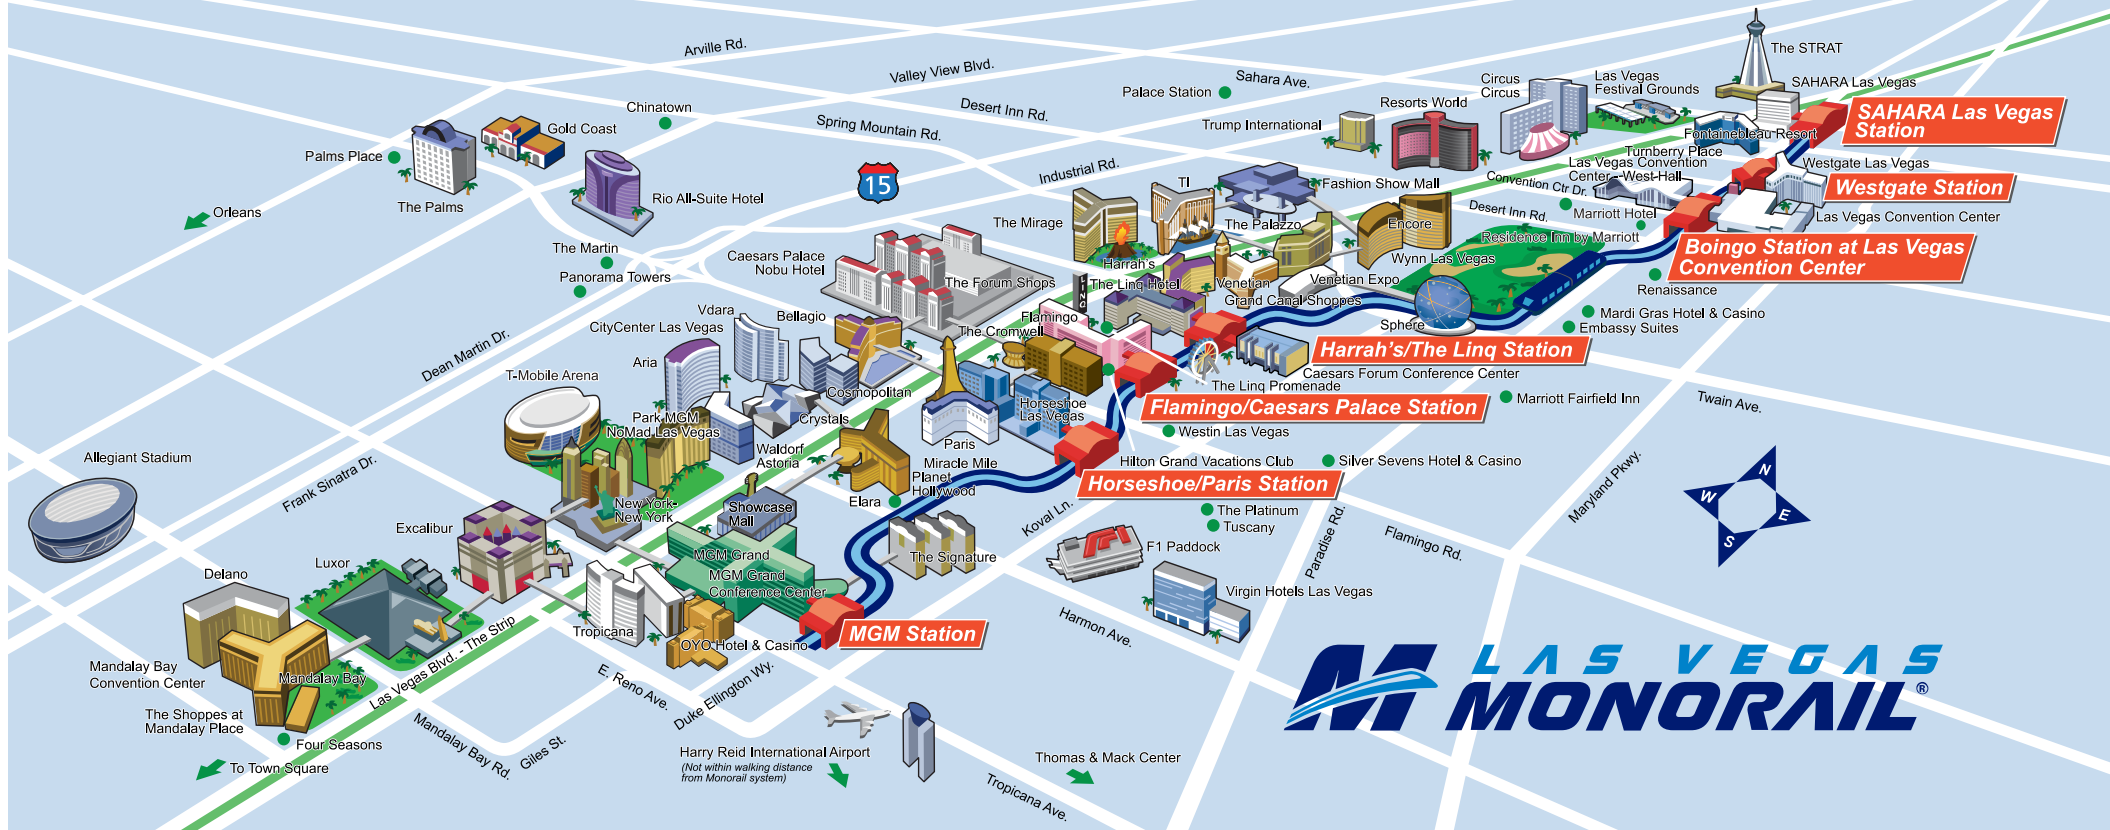 Arville Rd.
Valley View Blvd.
Sahara Ave.
Desert Inn Rd.
Spring Mountain Rd.
Industrial Rd.
Palace Station
Chinatown
Gold Coast
Palms Place
The Palms
Rio All-Suite Hotel
Orleans
15
The Martin
Panorama Towers
Trump International
Resorts World
Circus
Circus
Las Vegas
Festival Grounds
The STRAT
SAHARA Las Vegas
SAHARA Las Vegas
Station
Fontainebleau Resort
Turnberry Place
Las Vegas Convention
Center - West Hall
Westgate Las Vegas
Westgate Station
Convention Ctr Dr.
Desert Inn Rd.
Marriott Hotel
Las Vegas Convention Center
Residence Inn by Marriott
Boingo Station at Las Vegas
Convention Center
Renaissance
Mardi Gras Hotel & Casino
Embassy Suites
TI
Fashion Show Mall
The Mirage
The Palazzo
Encore
Wynn Las Vegas
Harrah's
The Linq Hotel
LINQ
Venetian
Venetian Expo
Grand Canal Shoppes
Sphere
Caesars Palace
Nobu Hotel
The Forum Shops
Flamingo
The Cromwell
Harrah's/The Linq Station
Caesars Forum Conference Center
The Linq Promenade
Flamingo/Caesars Palace Station
Marriott Fairfield Inn
Twain Ave.
Vdara
Bellagio
CityCenter Las Vegas
Aria
Dean Martin Dr.
T-Mobile Arena
Cosmopolitan
Crystals
Park MGM
NoMad Las Vegas
Waldorf
Astoria
Horseshoe
Las Vegas
Paris
Miracle Mile
Planet
Hollywood
Elara
Westin Las Vegas
Hilton Grand Vacations Club
Silver Sevens Hotel & Casino
Horseshoe/Paris Station
The Platinum
Tuscany
Koval Ln.
Paradise Rd.
Maryland Pkwy.
Flamingo Rd.
N
W
E
S
Allegiant Stadium
Frank Sinatra Dr.
Excalibur
New York-
New York
Showcase
Mall
MGM Grand
MGM Grand
Conference Center
The Signature
F1 Paddock
Virgin Hotels Las Vegas
Harmon Ave.
Luxor
Delano
Tropicana
OYO Hotel & Casino
MGM Station
Mandalay Bay
Convention Center
Mandalay Bay
Las Vegas Blvd. - The Strip
The Shoppes at
Mandalay Place
Four Seasons
To Town Square
Mandalay Bay Rd.
Giles St.
E. Reno Ave.
Duke Ellington Wy.
Harry Reid International Airport
(Not within walking distance
from Monorail system)
Thomas & Mack Center
Tropicana Ave.
LAS VEGAS
MONORAIL®